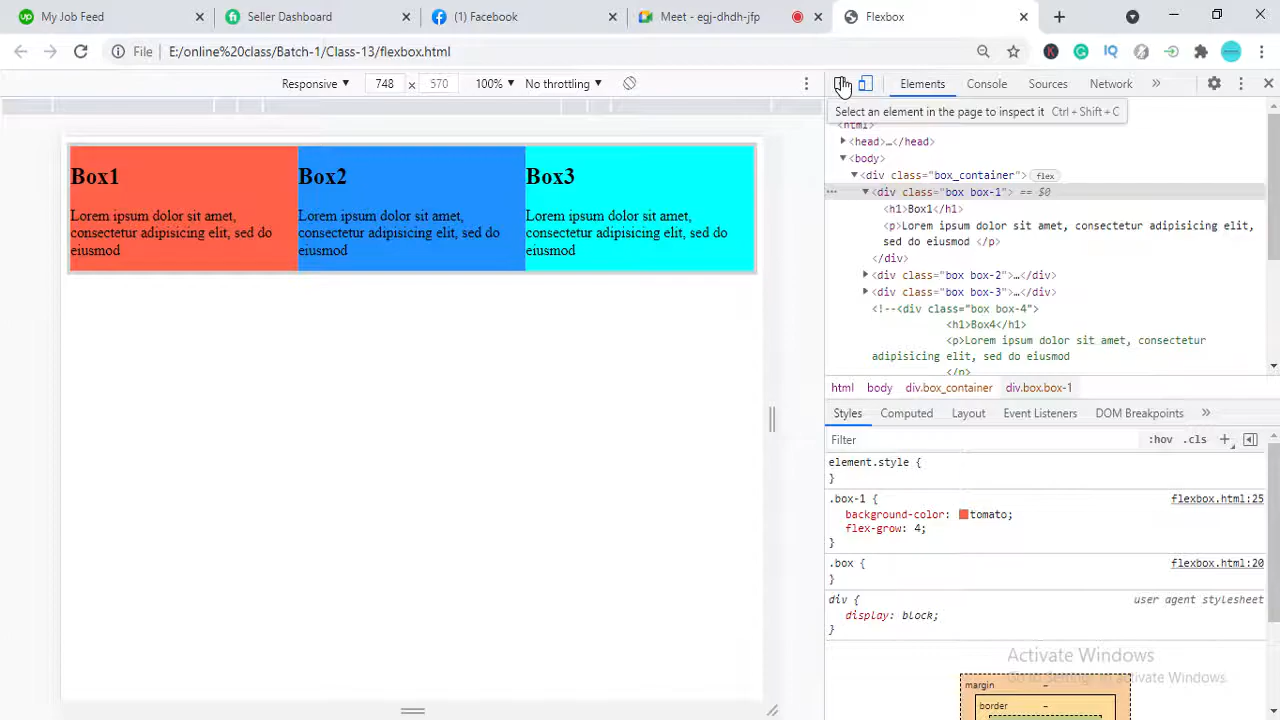 My Job Feed
Seller Dashboard
(1) Facebook
Meet - egj-dhdh-jfp
Flexbox
File
E:/online%20class/Batch-1/Class-13/flexbox.html
Responsive
748
×
570
100%
No throttling
Elements
Console
Sources
Network
Select an element in the page to inspect it Ctrl + Shift + C
<html>
<head>…</head>
<body>
<div class="box_container"> flex
<div class="box box-1"> == $0
<h1>Box1</h1>
<p>Lorem ipsum dolor sit amet, consectetur adipisicing elit,
sed do eiusmod </p>
</div>
<div class="box box-2">…</div>
<div class="box box-3">…</div>
<!--<div class="box box-4">
<h1>Box4</h1>
<p>Lorem ipsum dolor sit amet, consectetur
adipisicing elit, sed do eiusmod
</p>
html
body
div.box_container
div.box.box-1
Styles
Computed
Layout
Event Listeners
DOM Breakpoints
Filter
:hov
.cls
element.style {
}
.box-1 {
flexbox.html:25
background-color: tomato;
flex-grow: 4;
}
.box {
flexbox.html:20
}
div {
user agent stylesheet
display: block;
}
margin
-
border
-
Box1
Lorem ipsum dolor sit amet,
consectetur adipisicing elit, sed do
eiusmod
Box2
Lorem ipsum dolor sit amet,
consectetur adipisicing elit, sed do
eiusmod
Box3
Lorem ipsum dolor sit amet,
consectetur adipisicing elit, sed do
eiusmod
Activate Windows
Go to Settings to activate Windows.